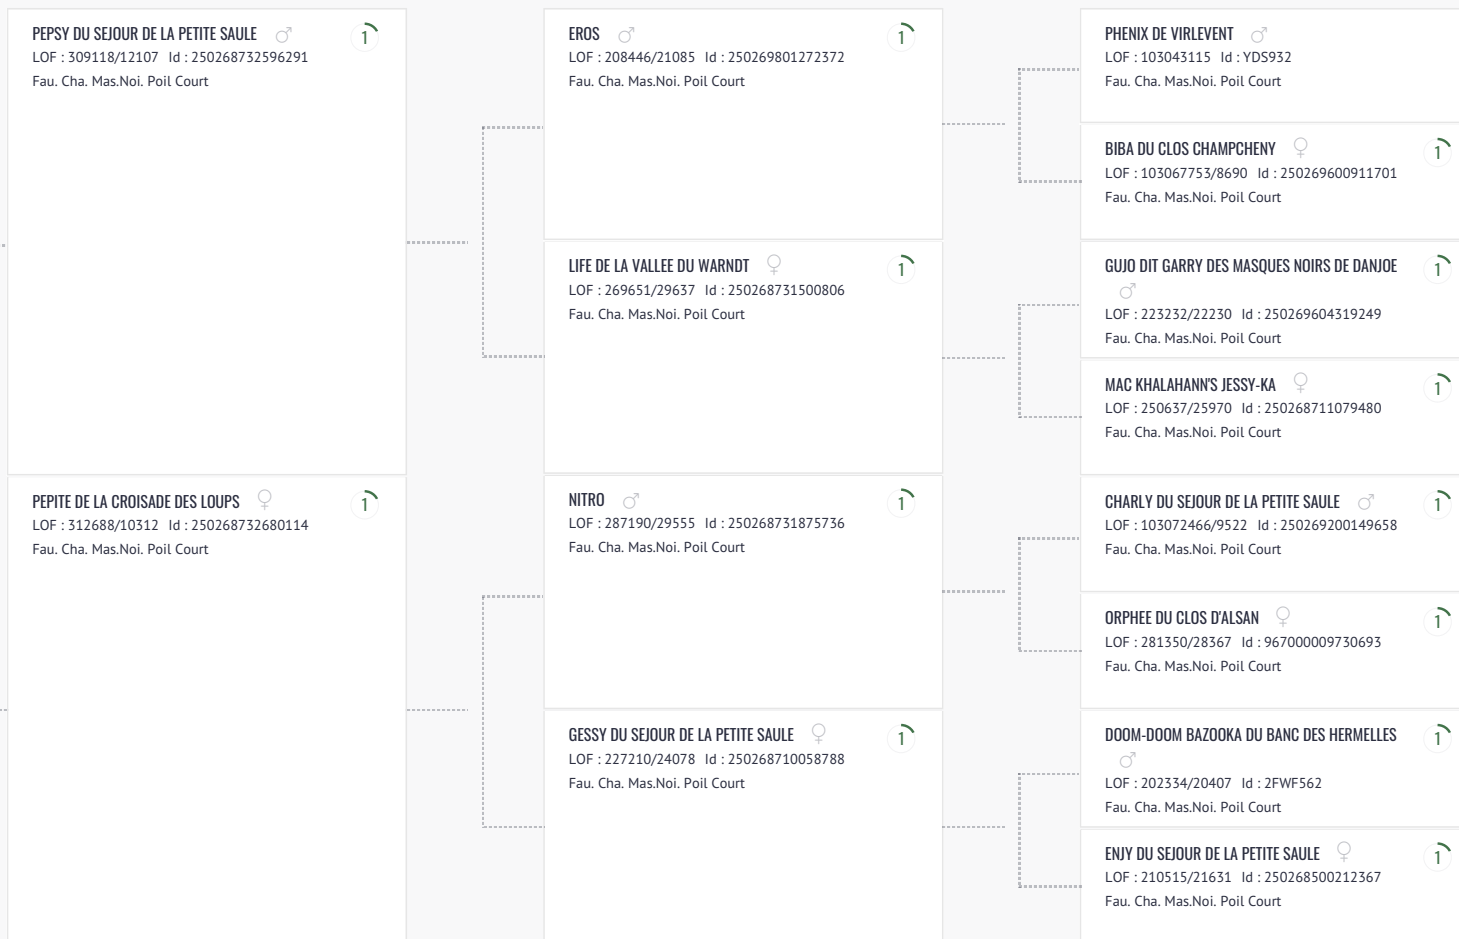 PEPSY DU SEJOUR DE LA PETITE SAULE ♂ 1
LOF : 309118/12107 Id : 250268732596291
Fau. Cha. Mas.Noi. Poil Court
PEPITE DE LA CROISADE DES LOUPS ♀ 1
LOF : 312688/10312 Id : 250268732680114
Fau. Cha. Mas.Noi. Poil Court
EROS ♂ 1
LOF : 208446/21085 Id : 250269801272372
Fau. Cha. Mas.Noi. Poil Court
LIFE DE LA VALLEE DU WARNDT ♀ 1
LOF : 269651/29637 Id : 250268731500806
Fau. Cha. Mas.Noi. Poil Court
NITRO ♂ 1
LOF : 287190/29555 Id : 250268731875736
Fau. Cha. Mas.Noi. Poil Court
GESSY DU SEJOUR DE LA PETITE SAULE ♀ 1
LOF : 227210/24078 Id : 250268710058788
Fau. Cha. Mas.Noi. Poil Court
PHENIX DE VIRLEVENT ♂
LOF : 103043115 Id : YDS932
Fau. Cha. Mas.Noi. Poil Court
BIBA DU CLOS CHAMPCHENY ♀ 1
LOF : 103067753/8690 Id : 250269600911701
Fau. Cha. Mas.Noi. Poil Court
GUJO DIT GARRY DES MASQUES NOIRS DE DANJOE 1
♂
LOF : 223232/22230 Id : 250269604319249
Fau. Cha. Mas.Noi. Poil Court
MAC KHALAHANN'S JESSY-KA ♀ 1
LOF : 250637/25970 Id : 250268711079480
Fau. Cha. Mas.Noi. Poil Court
CHARLY DU SEJOUR DE LA PETITE SAULE ♂ 1
LOF : 103072466/9522 Id : 250269200149658
Fau. Cha. Mas.Noi. Poil Court
ORPHEE DU CLOS D'ALSAN ♀ 1
LOF : 281350/28367 Id : 967000009730693
Fau. Cha. Mas.Noi. Poil Court
DOOM-DOOM BAZOOKA DU BANC DES HERMELLES 1
♂
LOF : 202334/20407 Id : 2FWF562
Fau. Cha. Mas.Noi. Poil Court
ENJY DU SEJOUR DE LA PETITE SAULE ♀ 1
LOF : 210515/21631 Id : 250268500212367
Fau. Cha. Mas.Noi. Poil Court